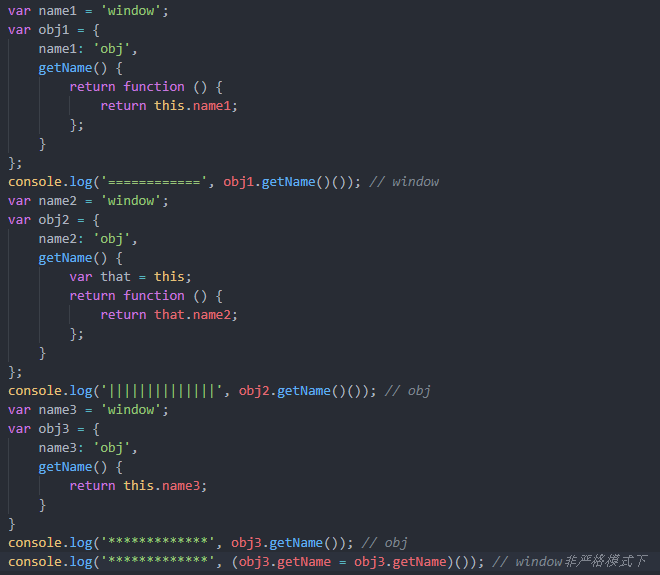 var name1 = 'window';
var obj1 = {
    name1: 'obj',
    getName() {
        return function () {
            return this.name1;
        };
    }
};
console.log('============', obj1.getName()()); // window
var name2 = 'window';
var obj2 = {
    name2: 'obj',
    getName() {
        var that = this;
        return function () {
            return that.name2;
        };
    }
};
console.log('||||||||||||||', obj2.getName()()); // obj
var name3 = 'window';
var obj3 = {
    name3: 'obj',
    getName() {
        return this.name3;
    }
}
console.log('*************', obj3.getName()); // obj
console.log('*************', (obj3.getName = obj3.getName)()); // window非严格模式下